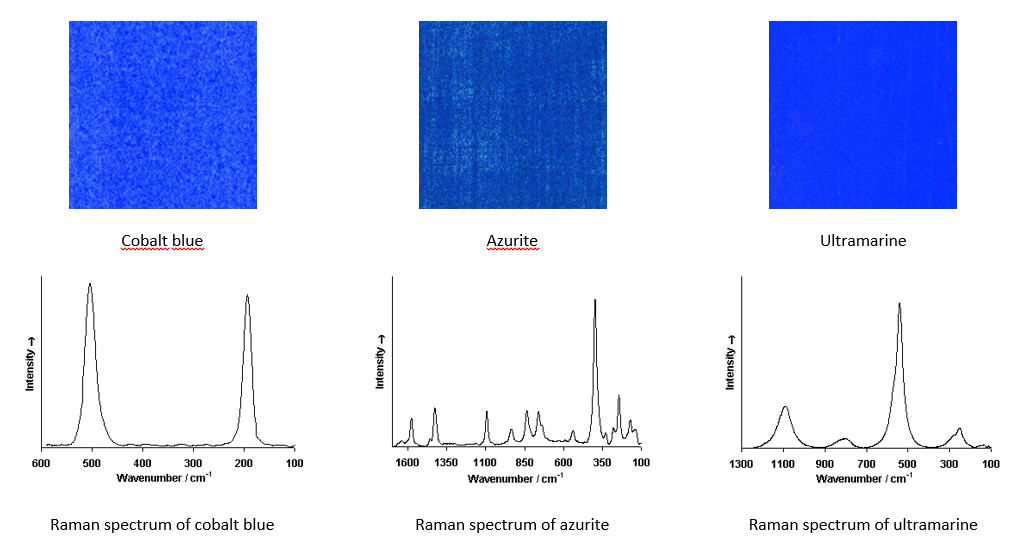 Cobalt blue
Azurite
Ultramarine
Intensity →
600 500 400 300 200 100
Wavenumber / cm⁻¹
Intensity →
1600 1350 1100 850 600 350 100
Wavenumber / cm⁻¹
Intensity →
1300 1100 900 700 500 300 100
Wavenumber / cm⁻¹
Raman spectrum of cobalt blue
Raman spectrum of azurite
Raman spectrum of ultramarine